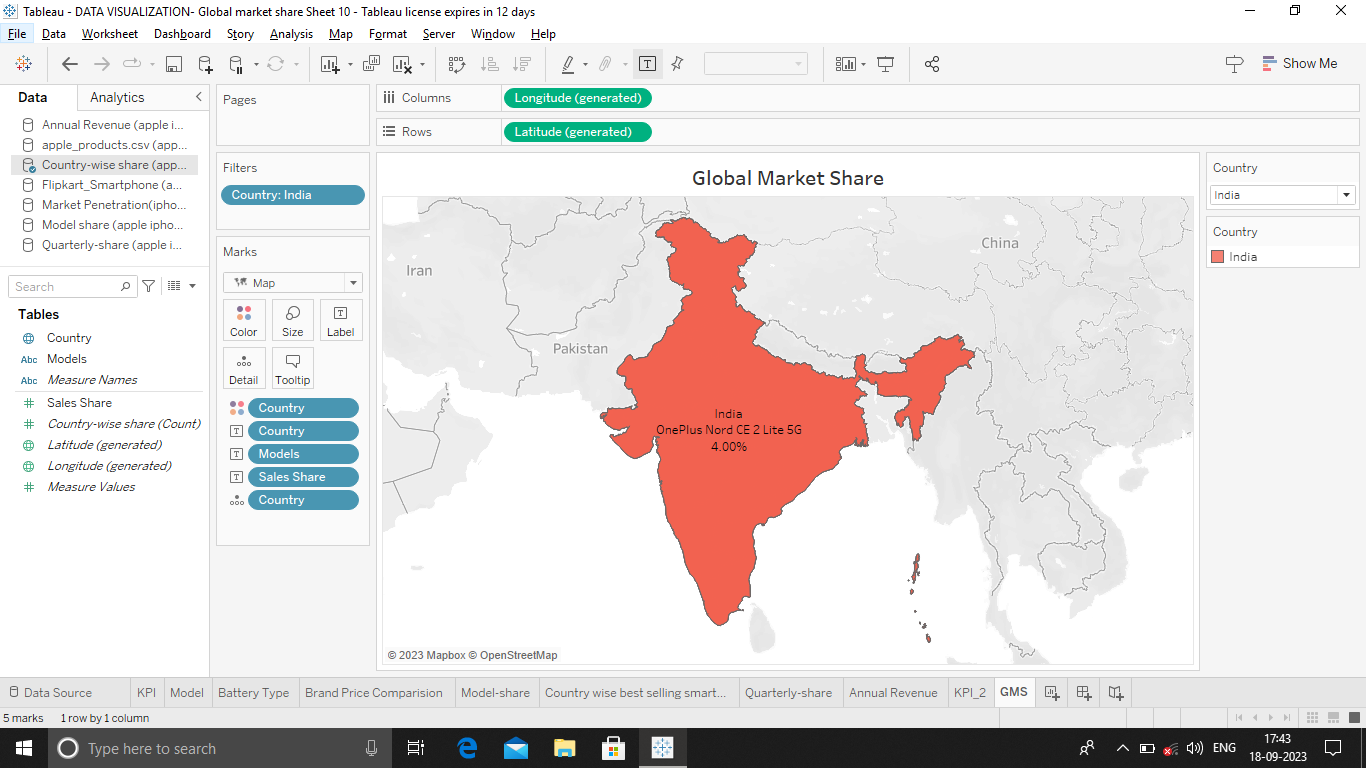 Tableau - DATA VISUALIZATION- Global market share Sheet 10 - Tableau license expires in 12 days
File Data Worksheet Dashboard Story Analysis Map Format Server Window Help
Show Me
Data Analytics
Annual Revenue (apple i...
apple_products.csv (app...
Country-wise share (app...
Flipkart_Smartphone (a...
Market Penetration(ipho...
Model share (apple ipho...
Quarterly-share (apple i...
Search
Tables
Country
Abc Models
Abc Measure Names
Sales Share
Country-wise share (Count)
Latitude (generated)
Longitude (generated)
Measure Values
Pages
Filters
Country: India
Marks
Map
Color Size Label
Detail Tooltip
Country
Country
Models
Sales Share
Country
Columns Longitude (generated)
Rows Latitude (generated)
Global Market Share
Iran
China
Pakistan
India
OnePlus Nord CE 2 Lite 5G
4.00%
© 2023 Mapbox © OpenStreetMap
Country
India
Country
India
Data Source KPI Model Battery Type Brand Price Comparision Model-share Country wise best selling smart... Quarterly-share Annual Revenue KPI_2 GMS
5 marks 1 row by 1 column
Type here to search
ENG
17:43
18-09-2023